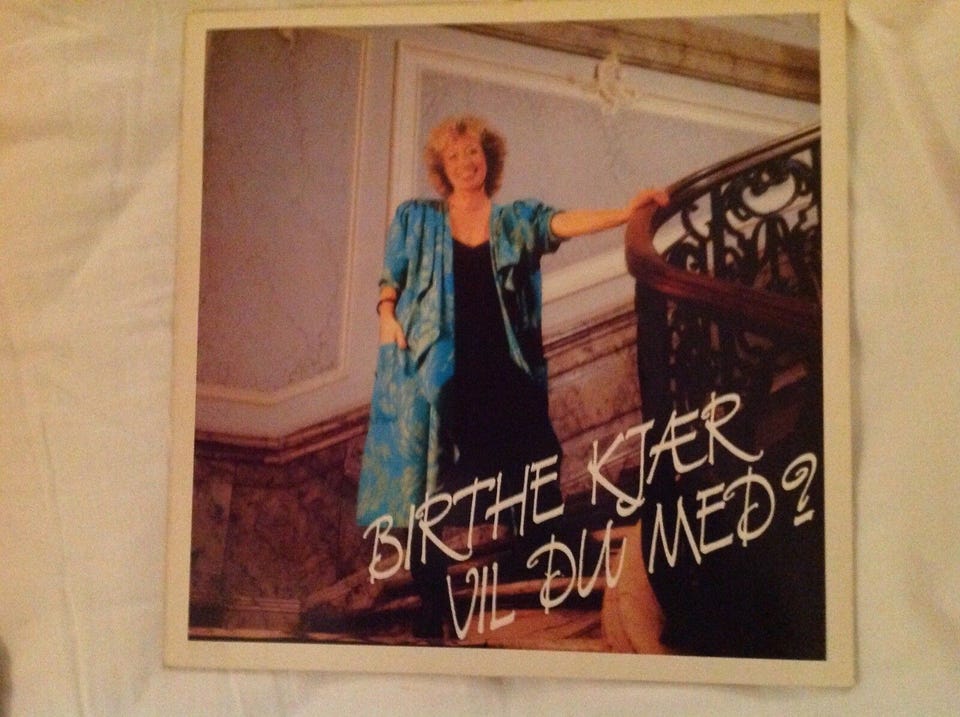 BIRTHE KJÆR
VIL DU MED?